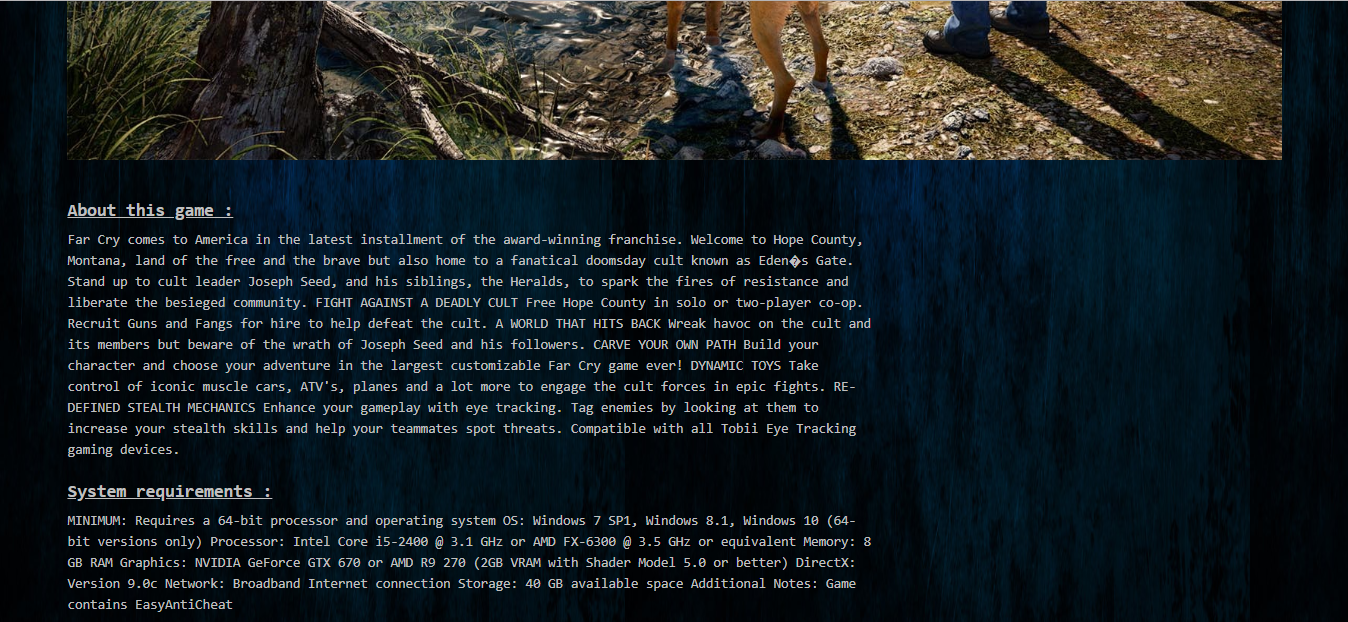 About this game :
Far Cry comes to America in the latest installment of the award-winning franchise. Welcome to Hope County,
Montana, land of the free and the brave but also home to a fanatical doomsday cult known as Eden�s Gate.
Stand up to cult leader Joseph Seed, and his siblings, the Heralds, to spark the fires of resistance and
liberate the besieged community. FIGHT AGAINST A DEADLY CULT Free Hope County in solo or two-player co-op.
Recruit Guns and Fangs for hire to help defeat the cult. A WORLD THAT HITS BACK Wreak havoc on the cult and
its members but beware of the wrath of Joseph Seed and his followers. CARVE YOUR OWN PATH Build your
character and choose your adventure in the largest customizable Far Cry game ever! DYNAMIC TOYS Take
control of iconic muscle cars, ATV's, planes and a lot more to engage the cult forces in epic fights. RE-
DEFINED STEALTH MECHANICS Enhance your gameplay with eye tracking. Tag enemies by looking at them to
increase your stealth skills and help your teammates spot threats. Compatible with all Tobii Eye Tracking
gaming devices.
System requirements :
MINIMUM: Requires a 64-bit processor and operating system OS: Windows 7 SP1, Windows 8.1, Windows 10 (64-
bit versions only) Processor: Intel Core i5-2400 @ 3.1 GHz or AMD FX-6300 @ 3.5 GHz or equivalent Memory: 8
GB RAM Graphics: NVIDIA GeForce GTX 670 or AMD R9 270 (2GB VRAM with Shader Model 5.0 or better) DirectX:
Version 9.0c Network: Broadband Internet connection Storage: 40 GB available space Additional Notes: Game
contains EasyAntiCheat